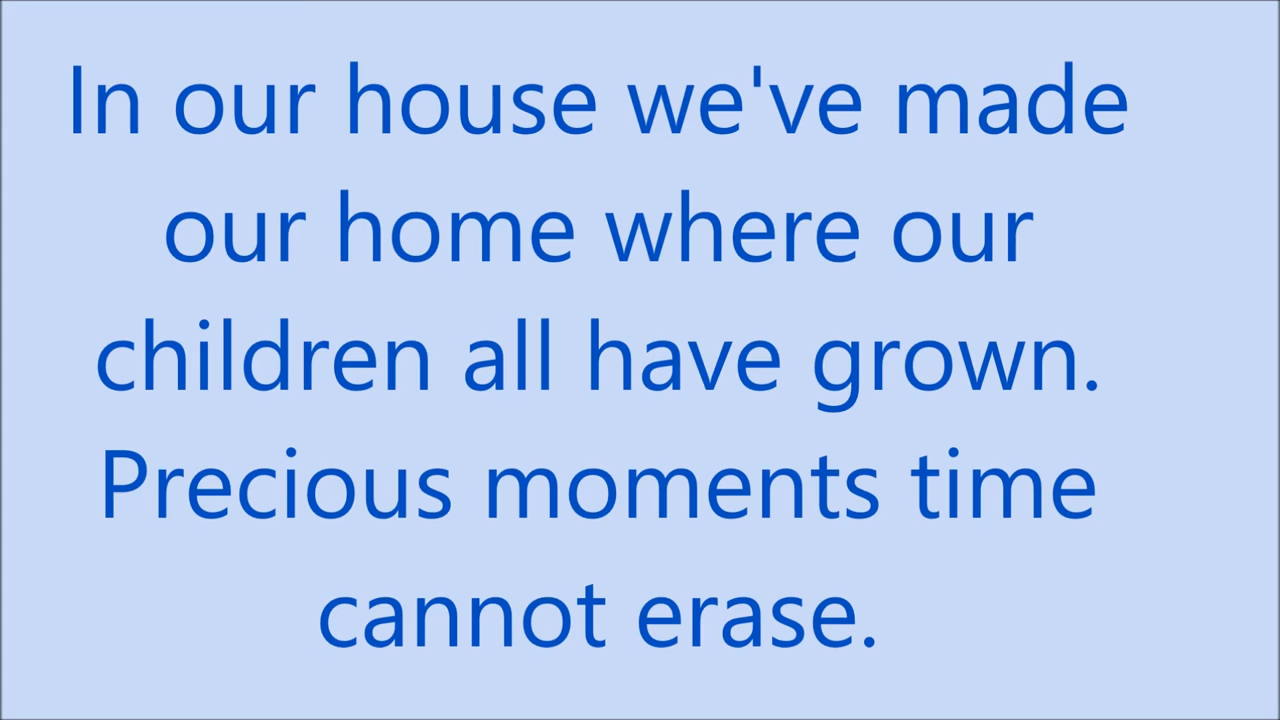 In our house we've made
our home where our
children all have grown.
Precious moments time
cannot erase.